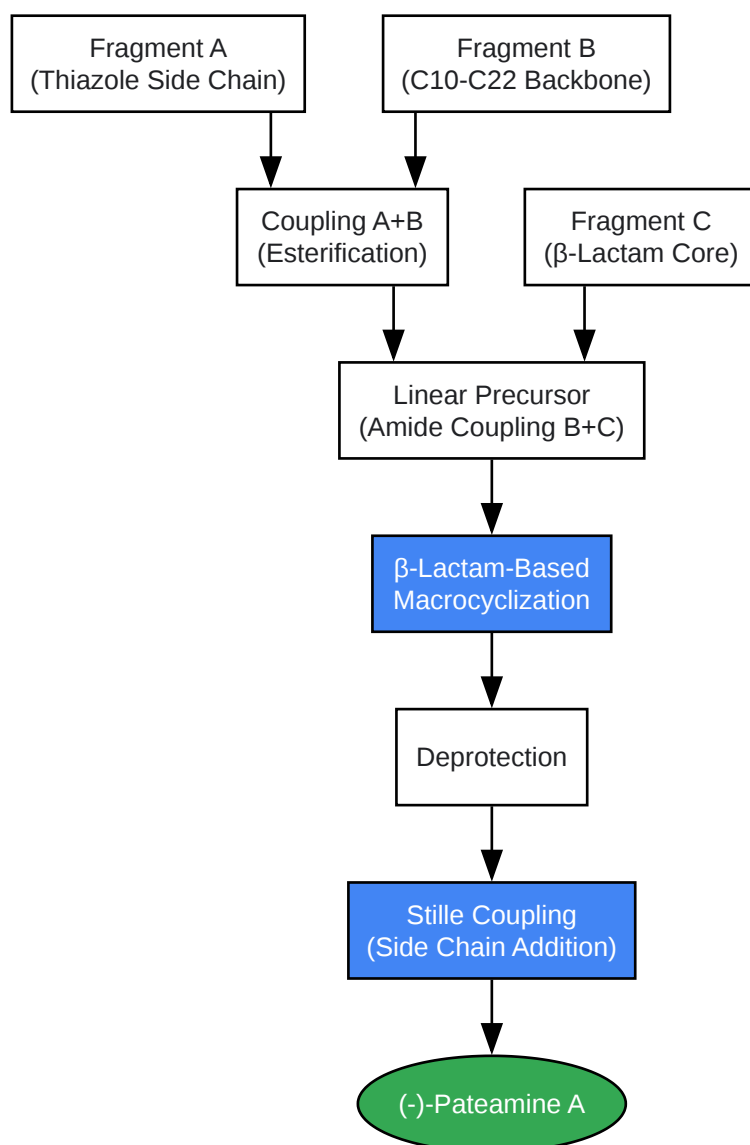 Fragment A
(Thiazole Side Chain)
Fragment B
(C10-C22 Backbone)
Coupling A+B
(Esterification)
Fragment C
(β-Lactam Core)
Linear Precursor
(Amide Coupling B+C)
β-Lactam-Based
Macrocyclization
Deprotection
Stille Coupling
(Side Chain Addition)
(-)-Pateamine A